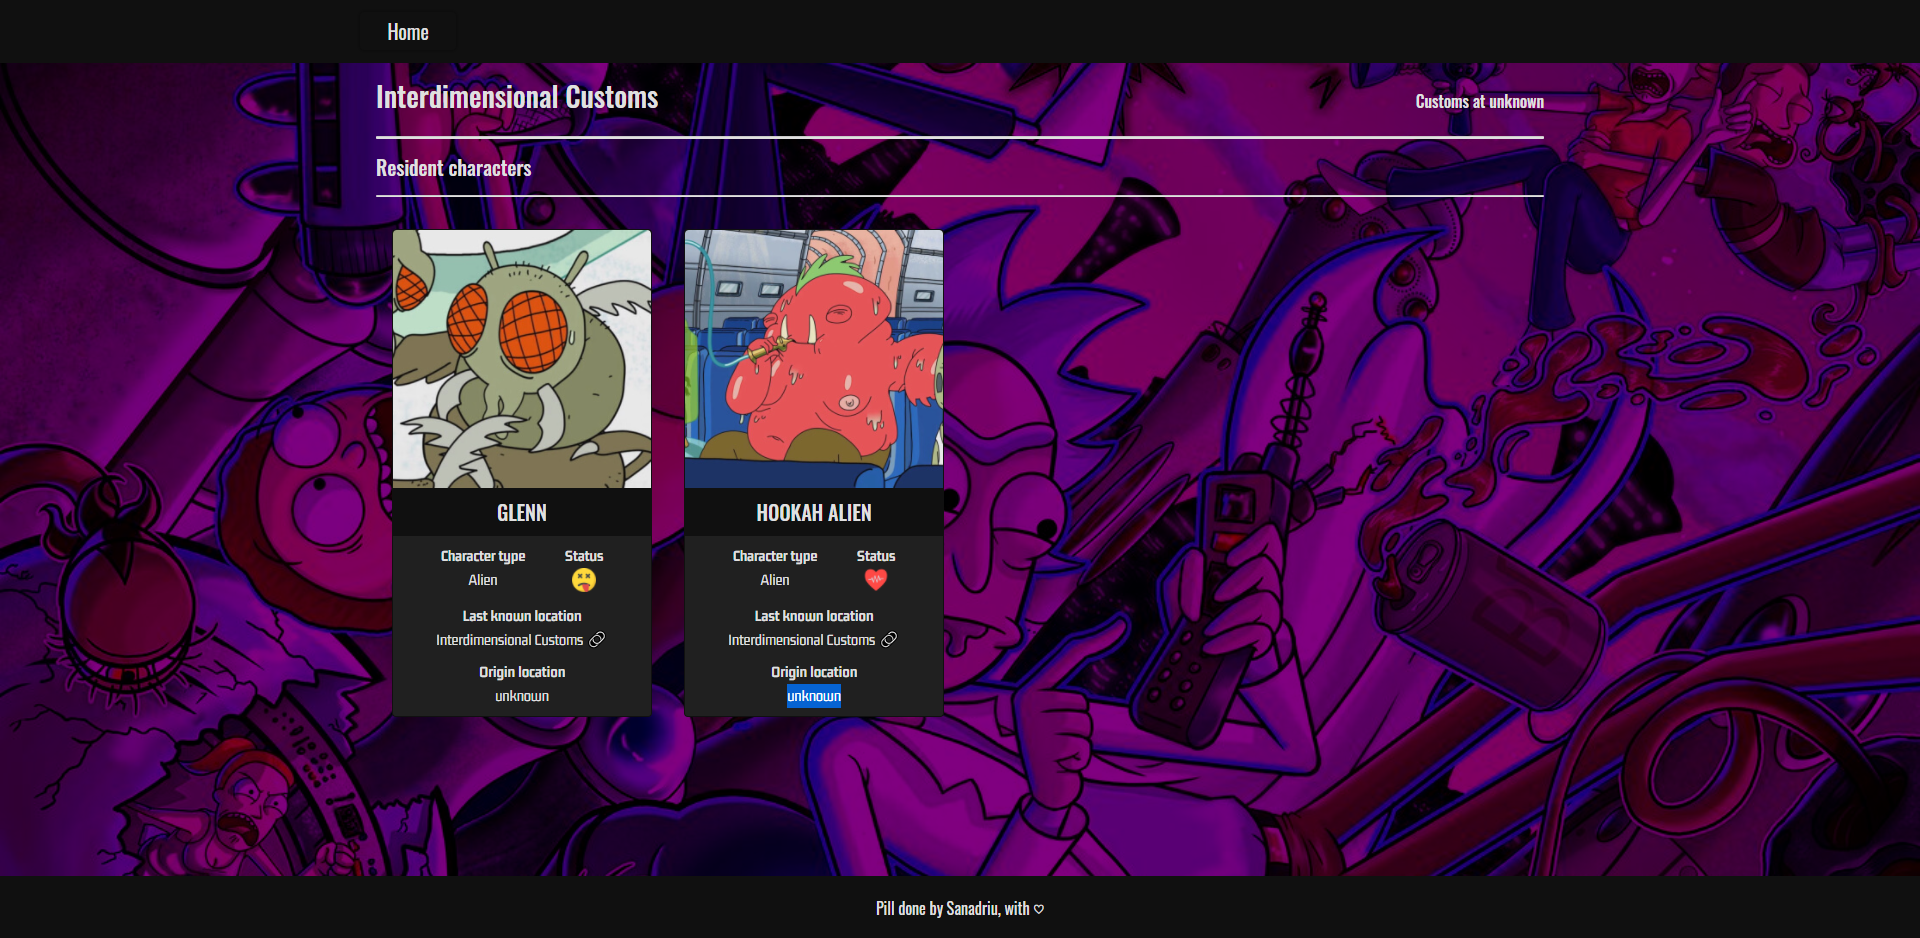 Home
Interdimensional Customs
Customs at unknown
Resident characters
GLENN
Character type
Status
Alien
Last known location
Interdimensional Customs
Origin location
unknown
HOOKAH ALIEN
Character type
Status
Alien
Last known location
Interdimensional Customs
Origin location
unknown
Pill done by Sanadriu, with ♡